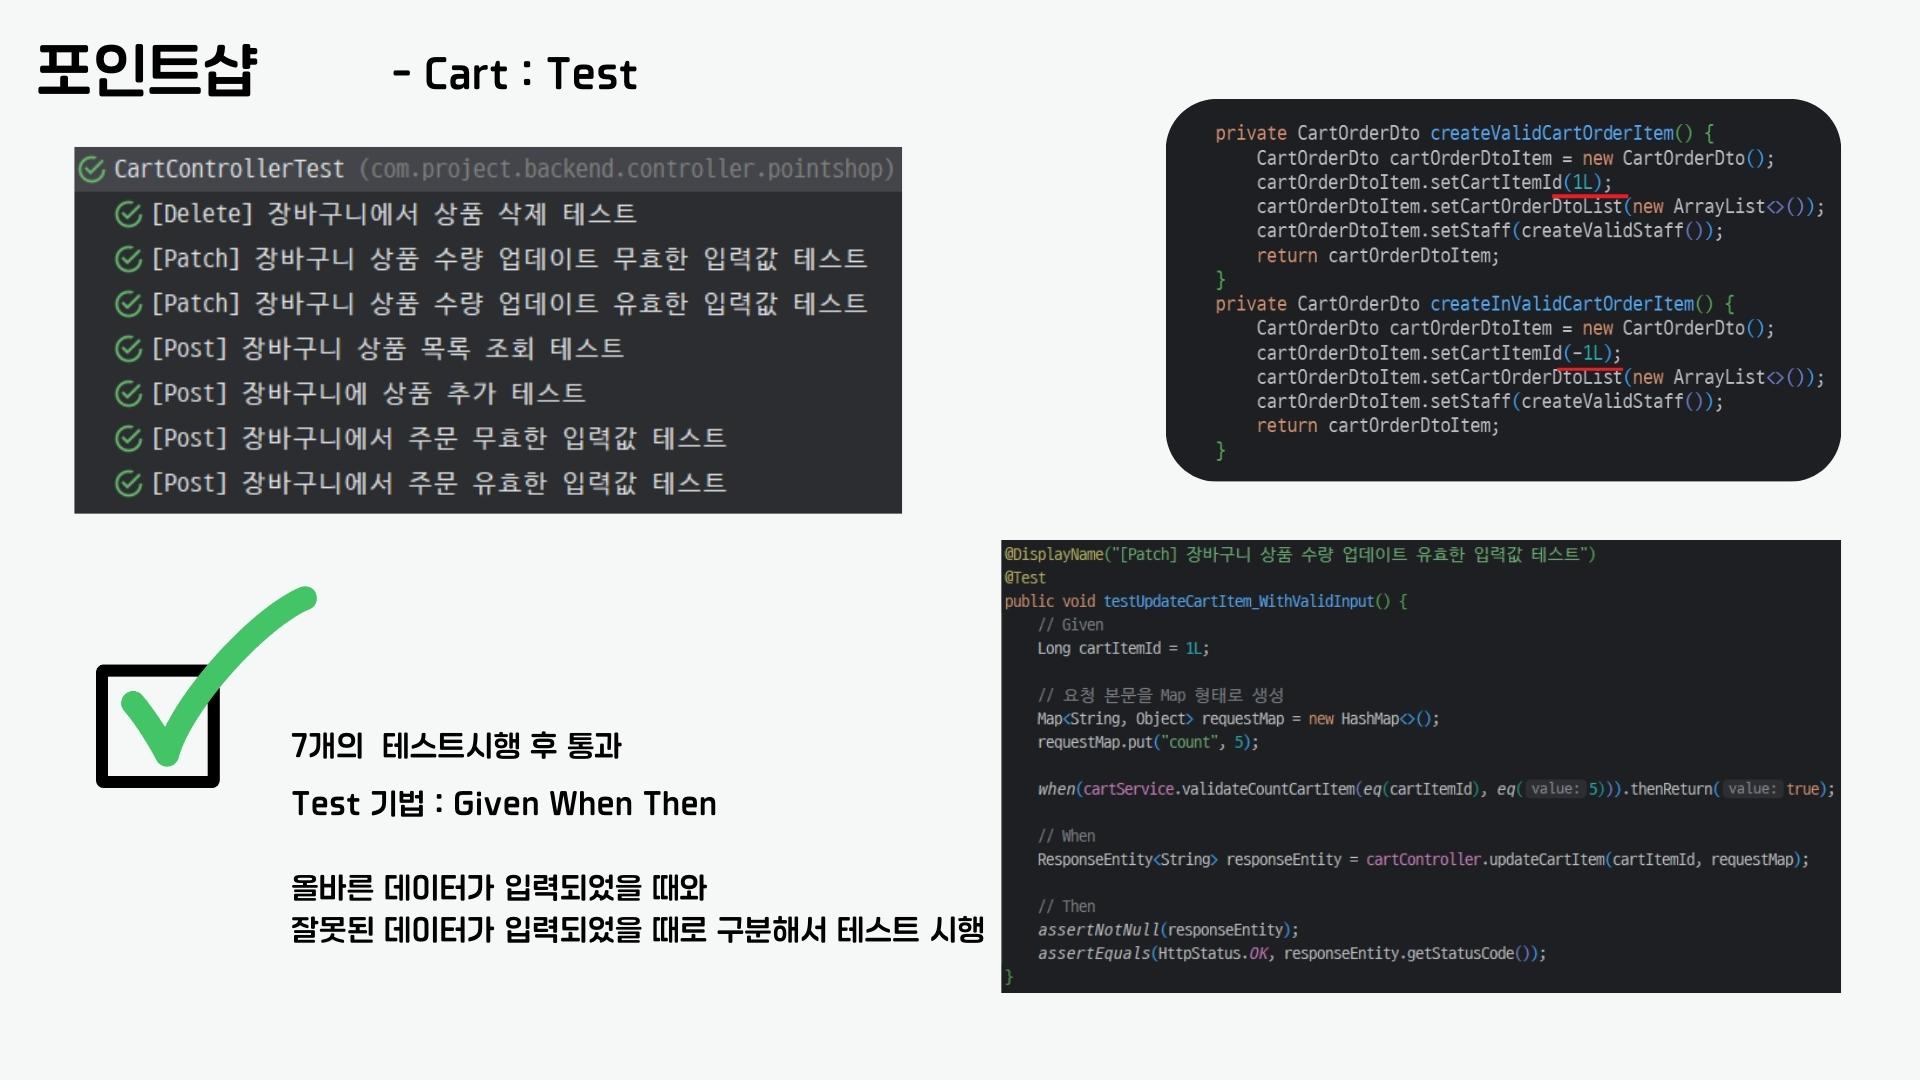 포인트샵
- Cart : Test
CartControllerTest (com.project.backend.controller.pointshop)
[Delete] 장바구니에서 상품 삭제 테스트
[Patch] 장바구니 상품 수량 업데이트 무효한 입력값 테스트
[Patch] 장바구니 상품 수량 업데이트 유효한 입력값 테스트
[Post] 장바구니 상품 목록 조회 테스트
[Post] 장바구니에 상품 추가 테스트
[Post] 장바구니에서 주문 무효한 입력값 테스트
[Post] 장바구니에서 주문 유효한 입력값 테스트
private CartOrderDto createValidCartOrderItem() {
CartOrderDto cartOrderDtoItem = new CartOrderDto();
cartOrderDtoItem.setCartItemId(1L);
cartOrderDtoItem.setCartOrderDtoList(new ArrayList<>());
cartOrderDtoItem.setStaff(createValidStaff());
return cartOrderDtoItem;
}
private CartOrderDto createInValidCartOrderItem() {
CartOrderDto cartOrderDtoItem = new CartOrderDto();
cartOrderDtoItem.setCartItemId(-1L);
cartOrderDtoItem.setCartOrderDtoList(new ArrayList<>());
cartOrderDtoItem.setStaff(createValidStaff());
return cartOrderDtoItem;
}
7개의 테스트시행 후 통과
Test 기법 : Given When Then
올바른 데이터가 입력되었을 때와
잘못된 데이터가 입력되었을 때로 구분해서 테스트 시행
@DisplayName("[Patch] 장바구니 상품 수량 업데이트 유효한 입력값 테스트")
@Test
public void testUpdateCartItem_WithValidInput() {
// Given
Long cartItemId = 1L;
// 요청 본문을 Map 형태로 생성
Map<String, Object> requestMap = new HashMap<>();
requestMap.put("count", 5);
when(cartService.validateCountCartItem(eq(cartItemId), eq( value: 5))).thenReturn( value: true);
// When
ResponseEntity<String> responseEntity = cartController.updateCartItem(cartItemId, requestMap);
// Then
assertNotNull(responseEntity);
assertEquals(HttpStatus.OK, responseEntity.getStatusCode());
}